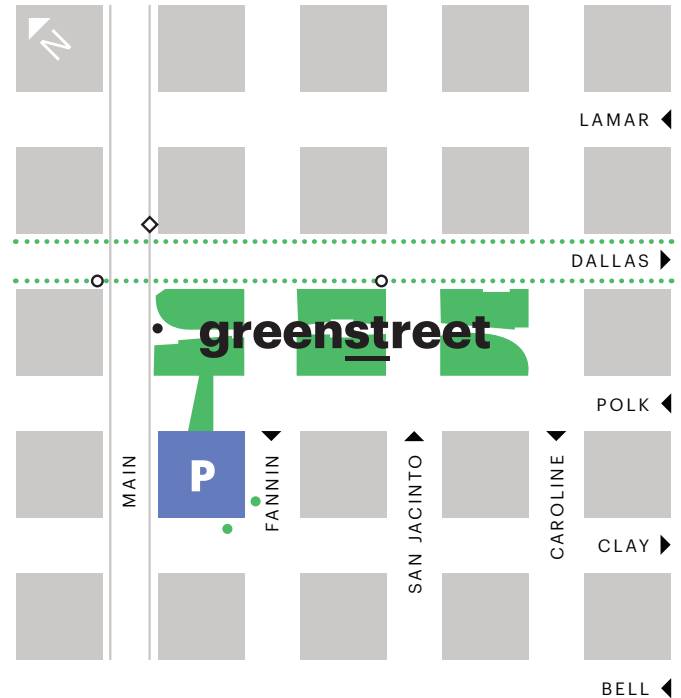 N
LAMAR
DALLAS
greenstreet
POLK
P
MAIN
FANNIN
SAN JACINTO
CAROLINE
CLAY
BELL